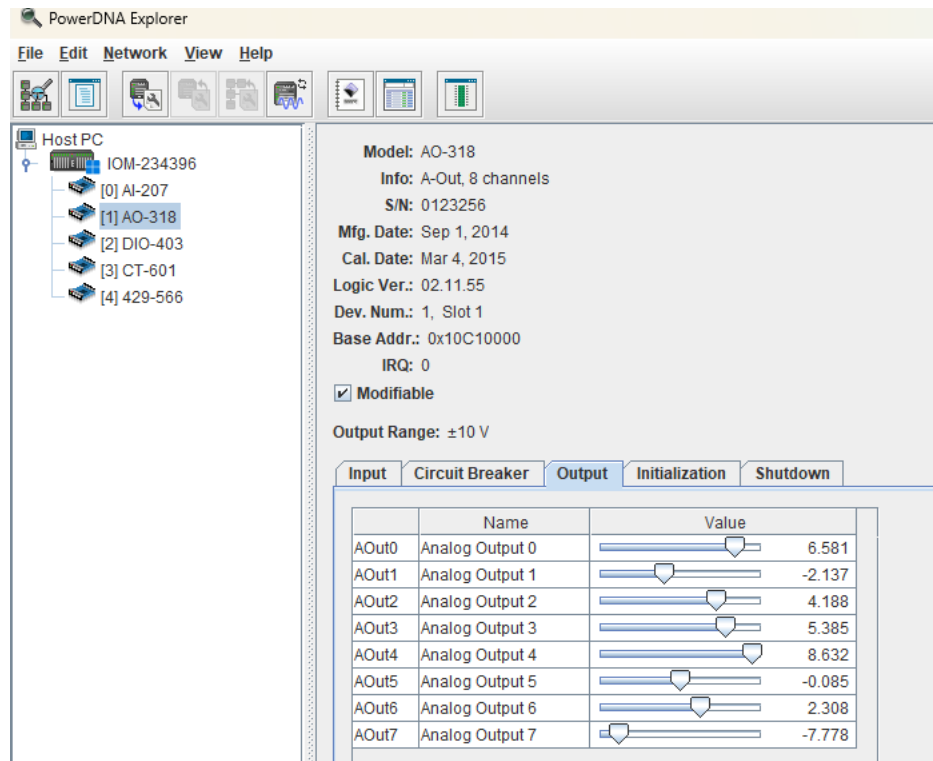 PowerDNA Explorer
File Edit Network View Help
Host PC
IOM-234396
[0] AI-207
[1] AO-318
[2] DIO-403
[3] CT-601
[4] 429-566
Model: AO-318
Info: A-Out, 8 channels
S/N: 0123256
Mfg. Date: Sep 1, 2014
Cal. Date: Mar 4, 2015
Logic Ver.: 02.11.55
Dev. Num.: 1, Slot 1
Base Addr.: 0x10C10000
IRQ: 0
Modifiable
Output Range: ±10 V
Input Circuit Breaker Output Initialization Shutdown
Name Value
AOut0 Analog Output 0 6.581
AOut1 Analog Output 1 -2.137
AOut2 Analog Output 2 4.188
AOut3 Analog Output 3 5.385
AOut4 Analog Output 4 8.632
AOut5 Analog Output 5 -0.085
AOut6 Analog Output 6 2.308
AOut7 Analog Output 7 -7.778